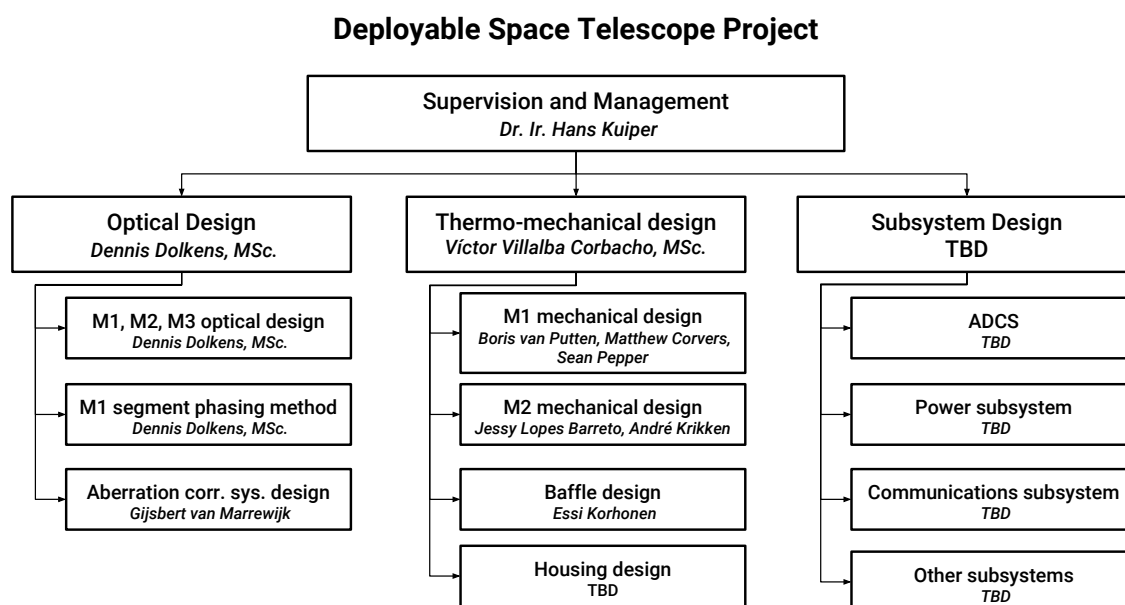 Deployable Space Telescope Project
Supervision and Management
Dr. Ir. Hans Kuiper
Optical Design
Dennis Dolkens, MSc.
M1, M2, M3 optical design
Dennis Dolkens, MSc.
M1 segment phasing method
Dennis Dolkens, MSc.
Aberration corr. sys. design
Gijsbert van Marrewijk
Thermo-mechanical design
Víctor Villalba Corbacho, MSc.
M1 mechanical design
Boris van Putten, Matthew Corvers,
Sean Pepper
M2 mechanical design
Jessy Lopes Barreto, André Krikken
Baffle design
Essi Korhonen
Housing design
TBD
Subsystem Design
TBD
ADCS
TBD
Power subsystem
TBD
Communications subsystem
TBD
Other subsystems
TBD